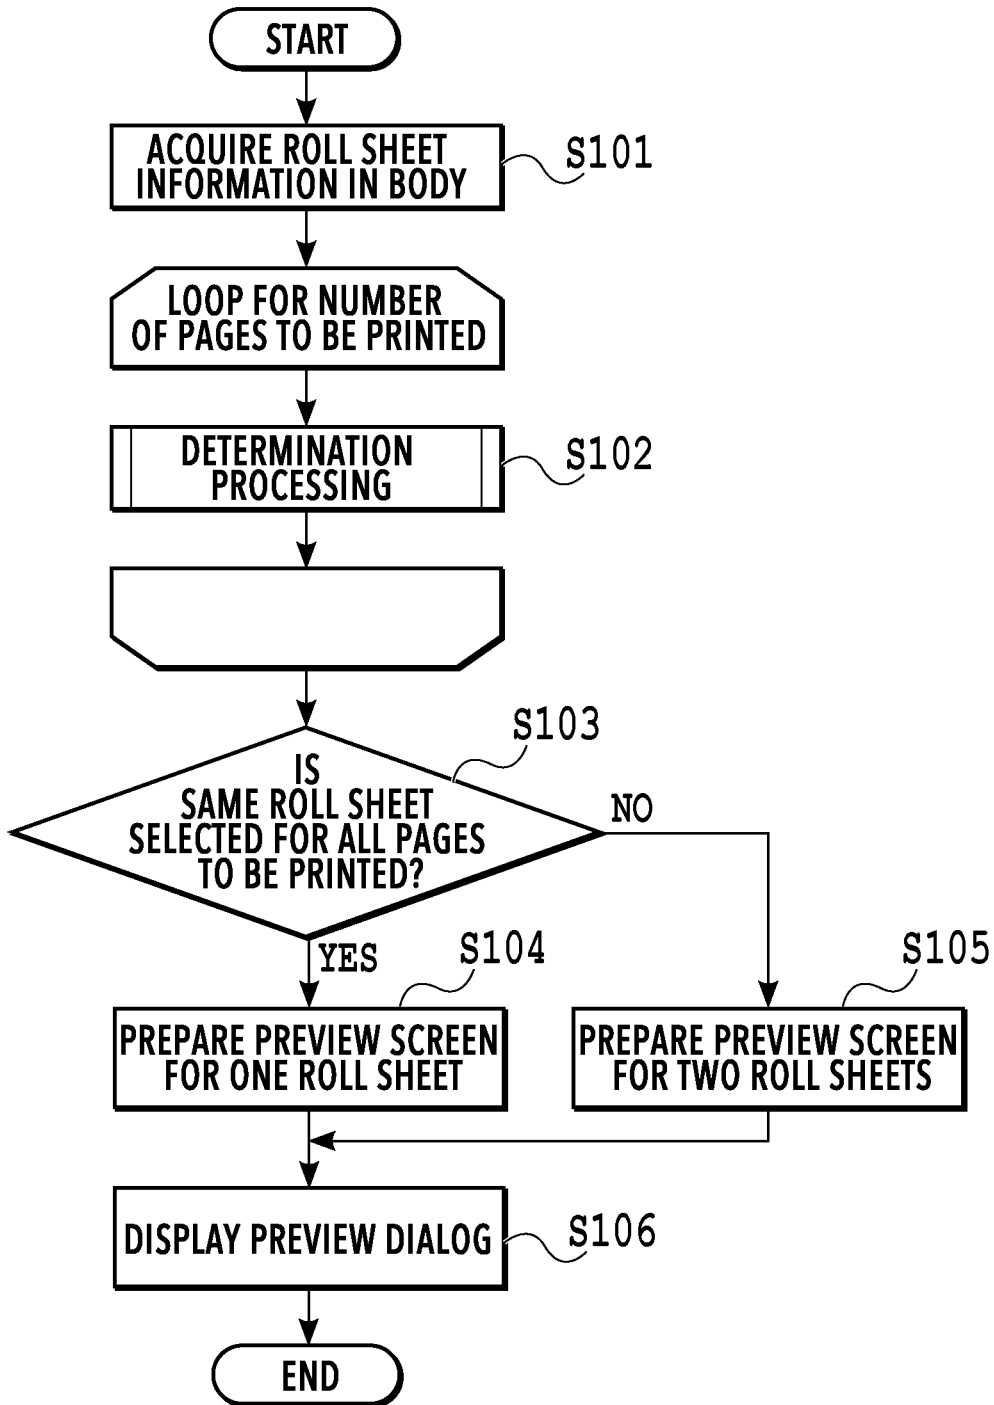 START
ACQUIRE ROLL SHEET
INFORMATION IN BODY
S101
LOOP FOR NUMBER
OF PAGES TO BE PRINTED
DETERMINATION
PROCESSING
S102
S103
IS
SAME ROLL SHEET
SELECTED FOR ALL PAGES
TO BE PRINTED?
NO
YES
S104
S105
PREPARE PREVIEW SCREEN
FOR ONE ROLL SHEET
PREPARE PREVIEW SCREEN
FOR TWO ROLL SHEETS
DISPLAY PREVIEW DIALOG
S106
END